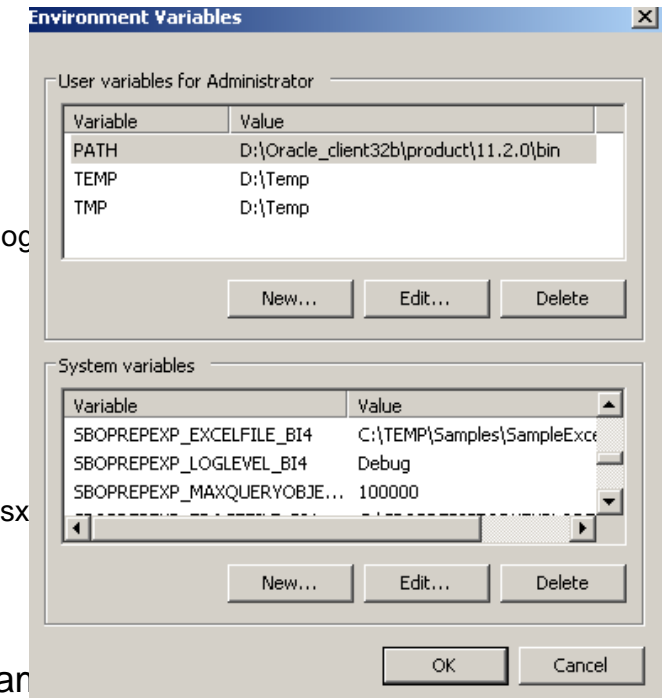 Environment Variables
User variables for Administrator
Variable Value
PATH D:\Oracle_client32b\product\11.2.0\bin
TEMP D:\Temp
TMP D:\Temp
og
New... Edit... Delete
System variables
Variable Value
SBOPREPEXP_EXCELFILE_BI4 C:\TEMP\Samples\SampleExce
SBOPREPEXP_LOGLEVEL_BI4 Debug
SBOPREPEXP_MAXQUERYOBJE... 100000
sx
New... Edit... Delete
OK Cancel